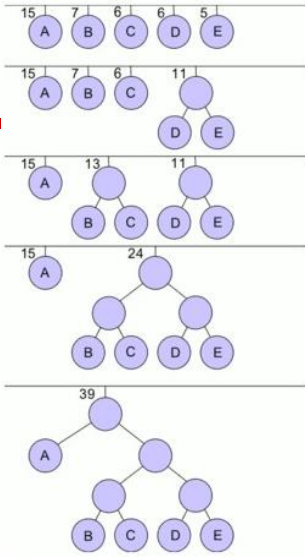 15 7 6 6 5
A B C D E
15 7 6 11
A B C
D E
15 13 11
A
B C D E
15 24
A
B C D E
39
A
B C D E